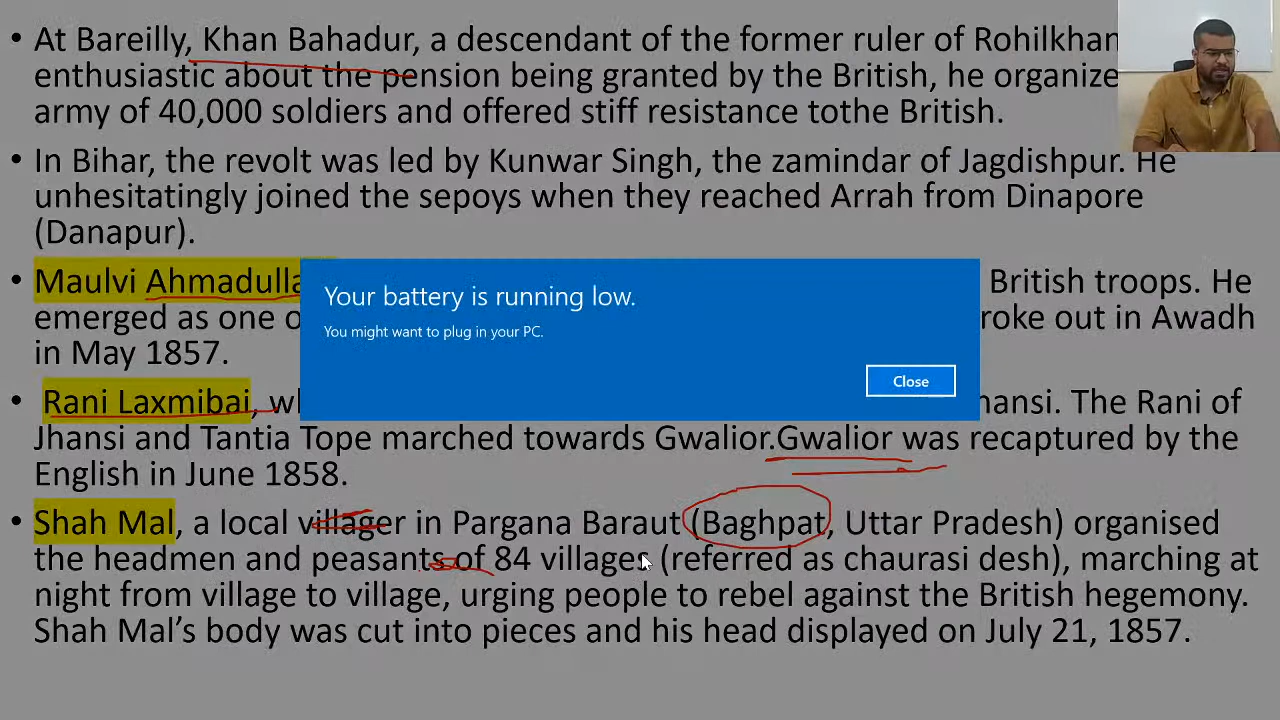 • At Bareilly, Khan Bahadur, a descendant of the former ruler of
enthusiastic about the pension being granted by the British, he
army of 40,000 soldiers and offered stiff resistance tothe British.
• In Bihar, the revolt was led by Kunwar Singh, the zamindar of Jagdishpur. He
unhesitatingly joined the sepoys when they reached Arrah from Dinapore
(Danapur).
• Maulvi British troops. He
emerged as one out in Awadh
in May 1857.
• Rani Laxmibai, The Rani of
Jhansi and Tantia Tope marched towards Gwalior.Gwalior was recaptured by the
English in June 1858.
• Shah Mal, a local villager in Pargana Baraut (Baghpat, Uttar Pradesh) organised
the headmen and peasants of 84 villages (referred as chaurasi desh), marching at
night from village to village, urging people to rebel against the British hegemony.
Shah Mal's body was cut into pieces and his head displayed on July 21, 1857.
Your battery is running low.
You might want to plug in your PC.
Close